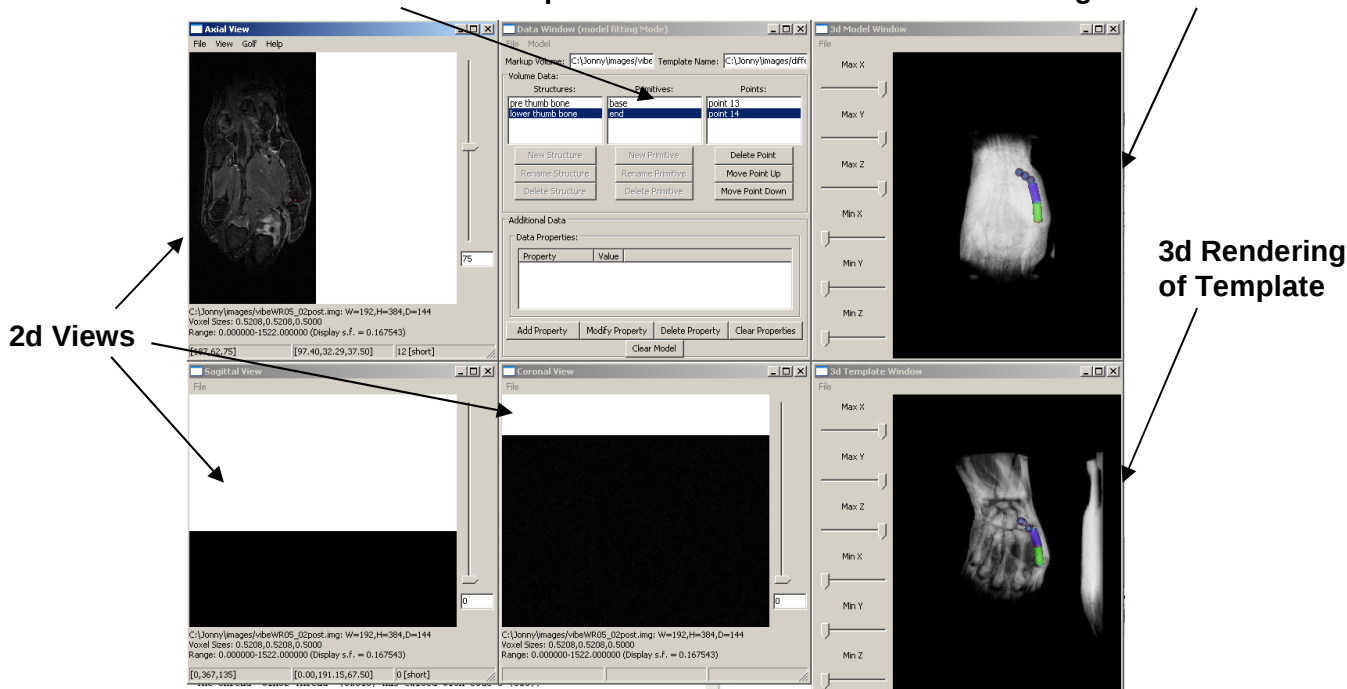 Axial View
File View Golf Help
75
C:\Jonny\images/vibeWR05_02post.img: W=192,H=384,D=144
Voxel Sizes: 0.5208,0.5208,0.5000
Range: 0.000000-1522.000000 (Display s.f. = 0.167543)
[187,62,75] [97.40,32.29,37.50] 12 [short]
Data Window (model fitting Mode)
File Model
Markup Volume: C:\Jonny\images/vibe Template Name: C:\Jonny\images/diffe
Volume Data:
Structures: Primitives: Points:
pre thumb bone base point 13
lower thumb bone end point 14
New Structure New Primitive Delete Point
Rename Structure Rename Primitive Move Point Up
Delete Structure Delete Primitive Move Point Down
Additional Data
Data Properties:
Property Value
Add Property Modify Property Delete Property Clear Properties
Clear Model
3d Model Window
File
Max X
Max Y
Max Z
Min X
Min Y
Min Z
3d Rendering
of Template
2d Views
Sagittal View
File
0
C:\Jonny\images/vibeWR05_02post.img: W=192,H=384,D=144
Voxel Sizes: 0.5208,0.5208,0.5000
Range: 0.000000-1522.000000 (Display s.f. = 0.167543)
[0,367,135] [0.00,191.15,67.50] 0 [short]
Coronal View
File
0
C:\Jonny\images/vibeWR05_02post.img: W=192,H=384,D=144
Voxel Sizes: 0.5208,0.5208,0.5000
Range: 0.000000-1522.000000 (Display s.f. = 0.167543)
3d Template Window
File
Max X
Max Y
Max Z
Min X
Min Y
Min Z